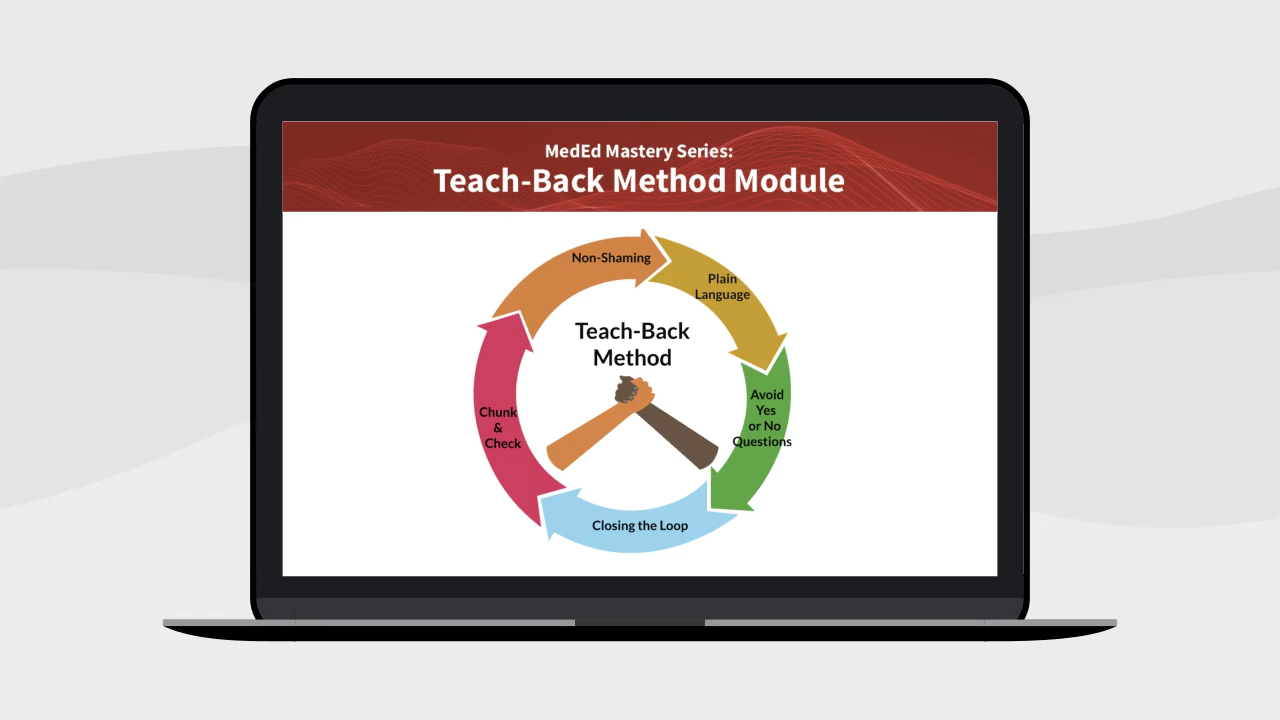 MedEd Mastery Series:
Teach-Back Method Module
Non-Shaming
Plain
Language
Teach-Back
Method
Avoid
Yes
or No
Questions
Chunk
&
Check
Closing the Loop